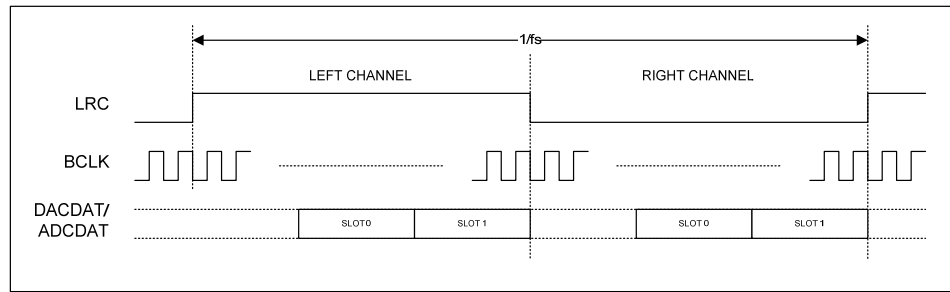 1/fs
LEFT CHANNEL
RIGHT CHANNEL
LRC
BCLK
DACDAT/
ADCDAT
SLOT 0
SLOT 1
SLOT 0
SLOT 1